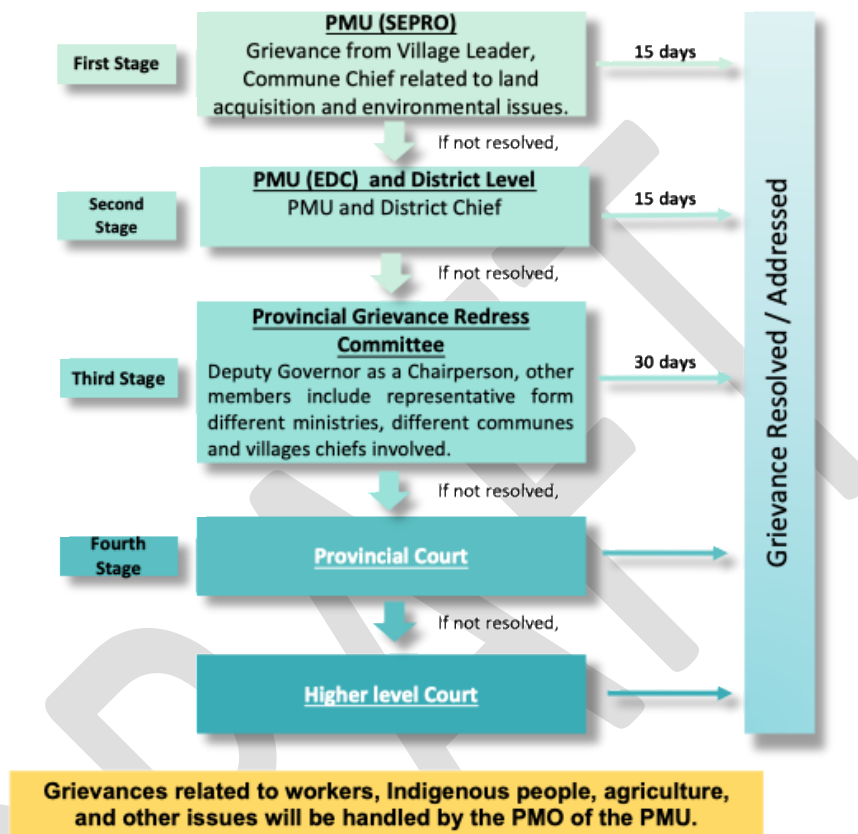 PMU (SEPRO)
First Stage
Grievance from Village Leader,
Commune Chief related to land
acquisition and environmental issues.
15 days
If not resolved,
PMU (EDC) and District Level
Second
Stage
PMU and District Chief
15 days
If not resolved,
Provincial Grievance Redress
Committee
Third Stage
Deputy Governor as a Chairperson, other
members include representative form
different ministries, different communes
and villages chiefs involved.
30 days
If not resolved,
Fourth
Stage
Provincial Court
If not resolved,
Higher level Court
Grievance Resolved / Addressed
Grievances related to workers, Indigenous people, agriculture,
and other issues will be handled by the PMO of the PMU.
DRAFT